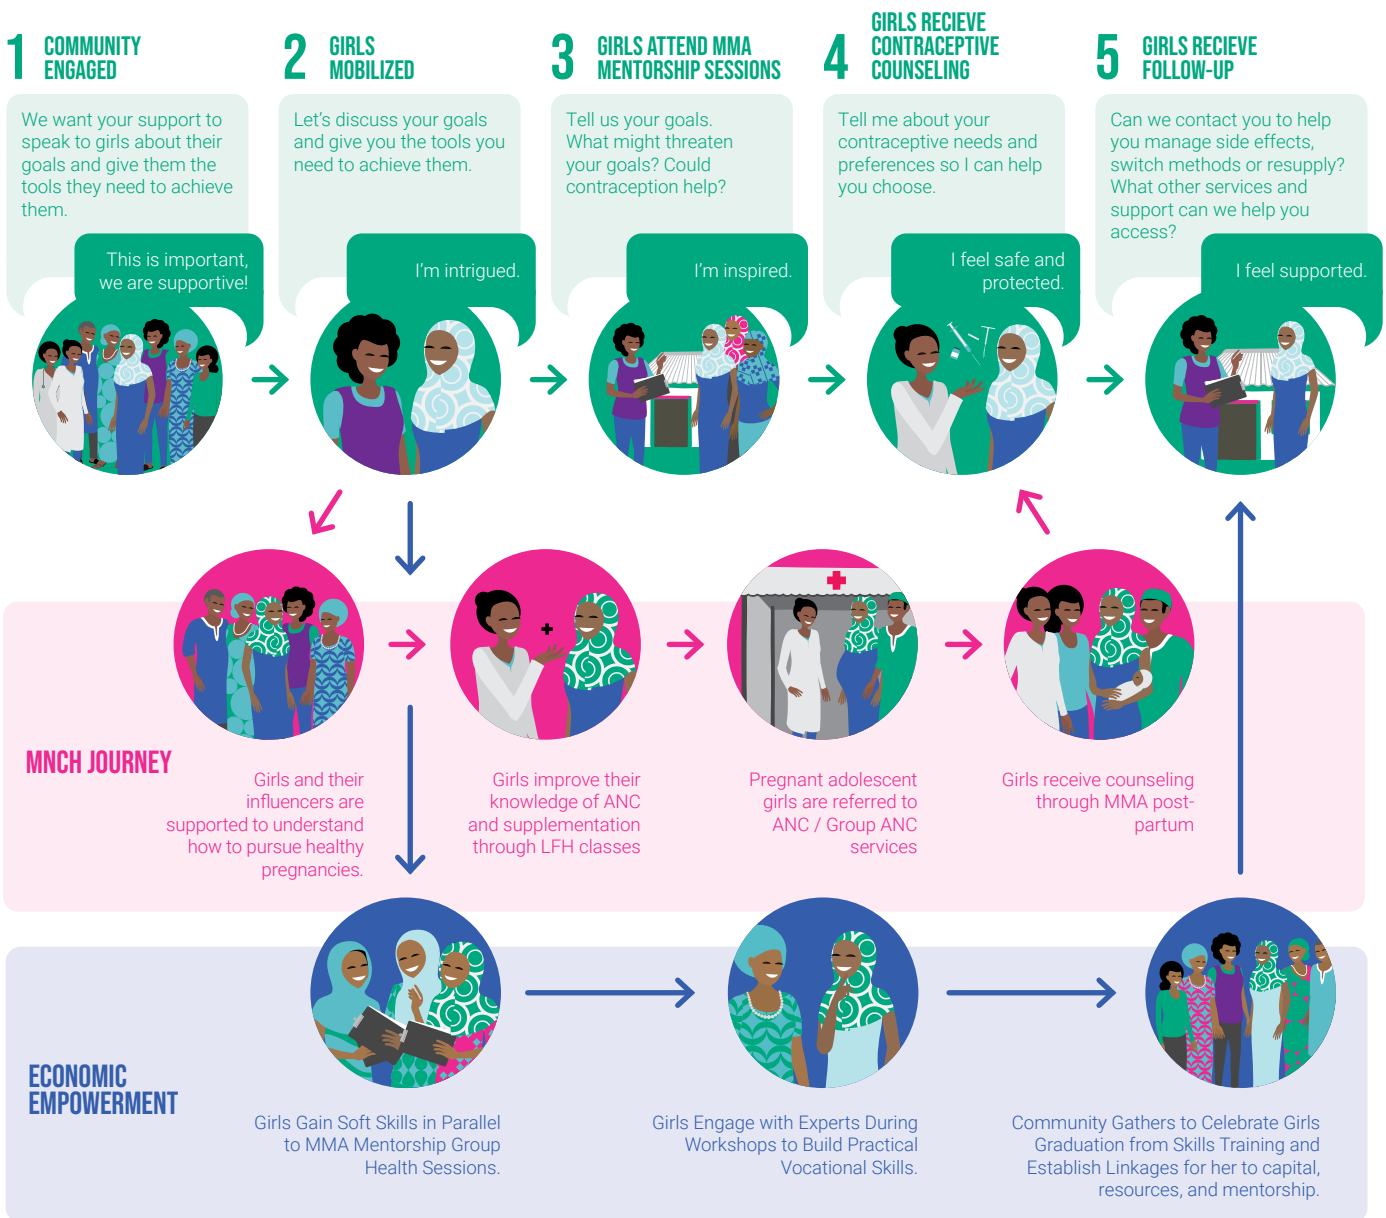 1 COMMUNITY
ENGAGED
We want your support to
speak to girls about their
goals and give them the
tools they need to achieve
them.
This is important,
we are supportive!
2 GIRLS
MOBILIZED
Let's discuss your goals
and give you the tools you
need to achieve them.
I'm intrigued.
3 GIRLS ATTEND MMA
MENTORSHIP SESSIONS
Tell us your goals.
What might threaten
your goals? Could
contraception help?
I'm inspired.
4 GIRLS RECIEVE
CONTRACEPTIVE
COUNSELING
Tell me about your
contraceptive needs and
preferences so I can help
you choose.
I feel safe and
protected.
5 GIRLS RECIEVE
FOLLOW-UP
Can we contact you to help
you manage side effects,
switch methods or resupply?
What other services and
support can we help you
access?
I feel supported.
MNCH JOURNEY
Girls and their
influencers are
supported to understand
how to pursue healthy
pregnancies.
Girls improve their
knowledge of ANC
and supplementation
through LFH classes
Pregnant adolescent
girls are referred to
ANC / Group ANC
services
Girls receive counseling
through MMA post-
partum
ECONOMIC
EMPOWERMENT
Girls Gain Soft Skills in Parallel
to MMA Mentorship Group
Health Sessions.
Girls Engage with Experts During
Workshops to Build Practical
Vocational Skills.
Community Gathers to Celebrate Girls
Graduation from Skills Training and
Establish Linkages for her to capital,
resources, and mentorship.